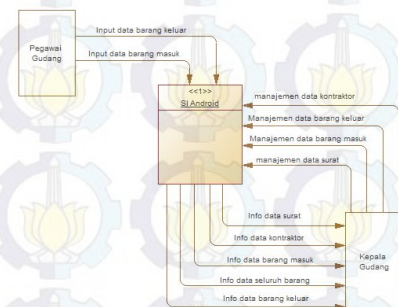 Input data barang keluar
Pegawai
Gudang
Input data barang masuk
<<1>>
SI Android
manajemen data kontraktor
Manajemen data barang keluar
Manajemen data barang masuk
manajemen data surat
Info data surat
Info data kontraktor
Info data barang masuk
Info data seluruh barang
Info data barang keluar
Kepala
Gudang